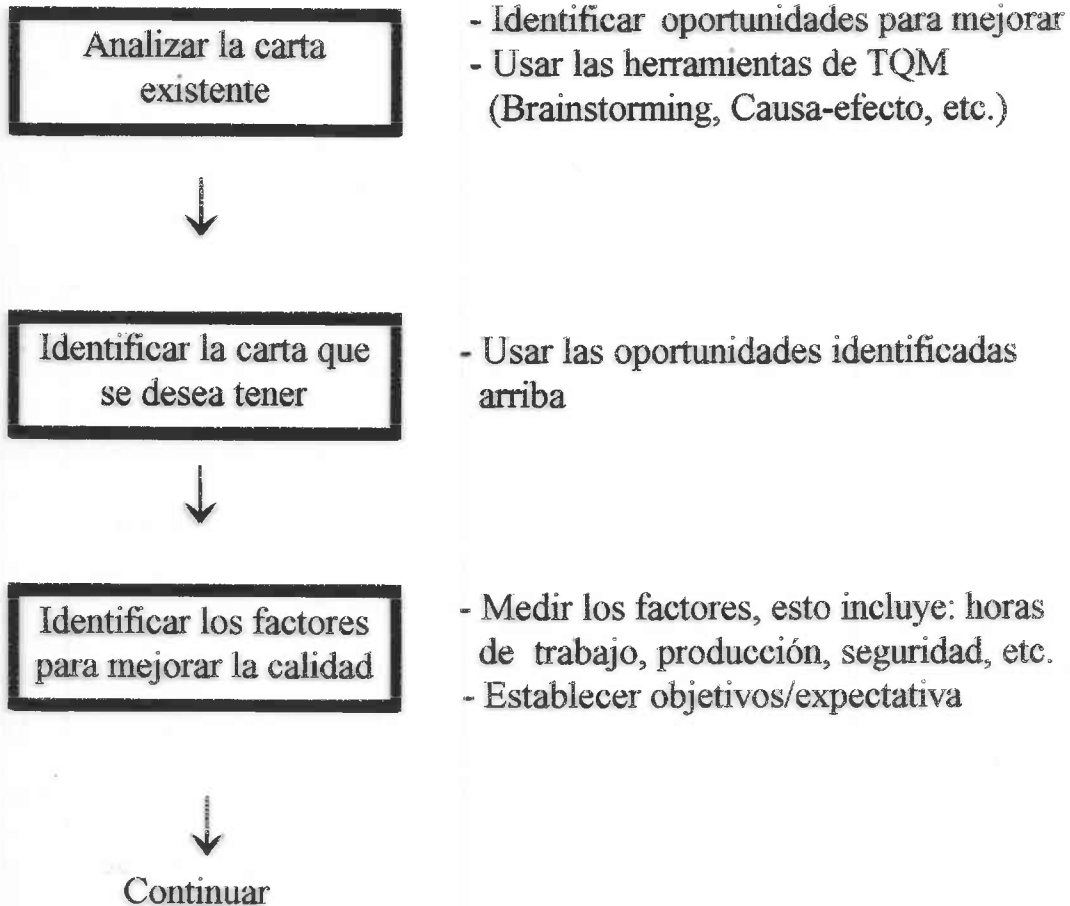 Analizar la carta
existente
- Identificar oportunidades para mejorar
- Usar las herramientas de TQM
(Brainstorming, Causa-efecto, etc.)
Identificar la carta que
se desea tener
- Usar las oportunidades identificadas
arriba
Identificar los factores
para mejorar la calidad
- Medir los factores, esto incluye: horas
de trabajo, producción, seguridad, etc.
- Establecer objetivos/expectativa
Continuar